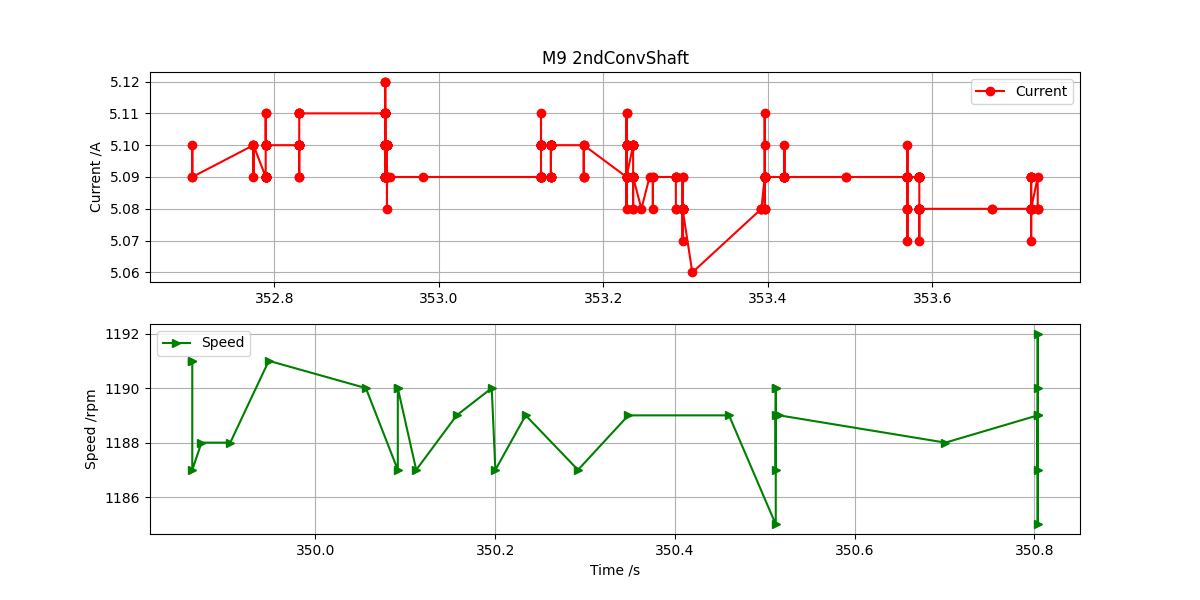 M9 2ndConvShaft
5.12
5.11
5.10
5.09
5.08
5.07
5.06
Current /A
Current
352.8 353.0 353.2 353.4 353.6
1192
1190
1188
1186
Speed /rpm
Speed
350.0 350.2 350.4 350.6 350.8
Time /s